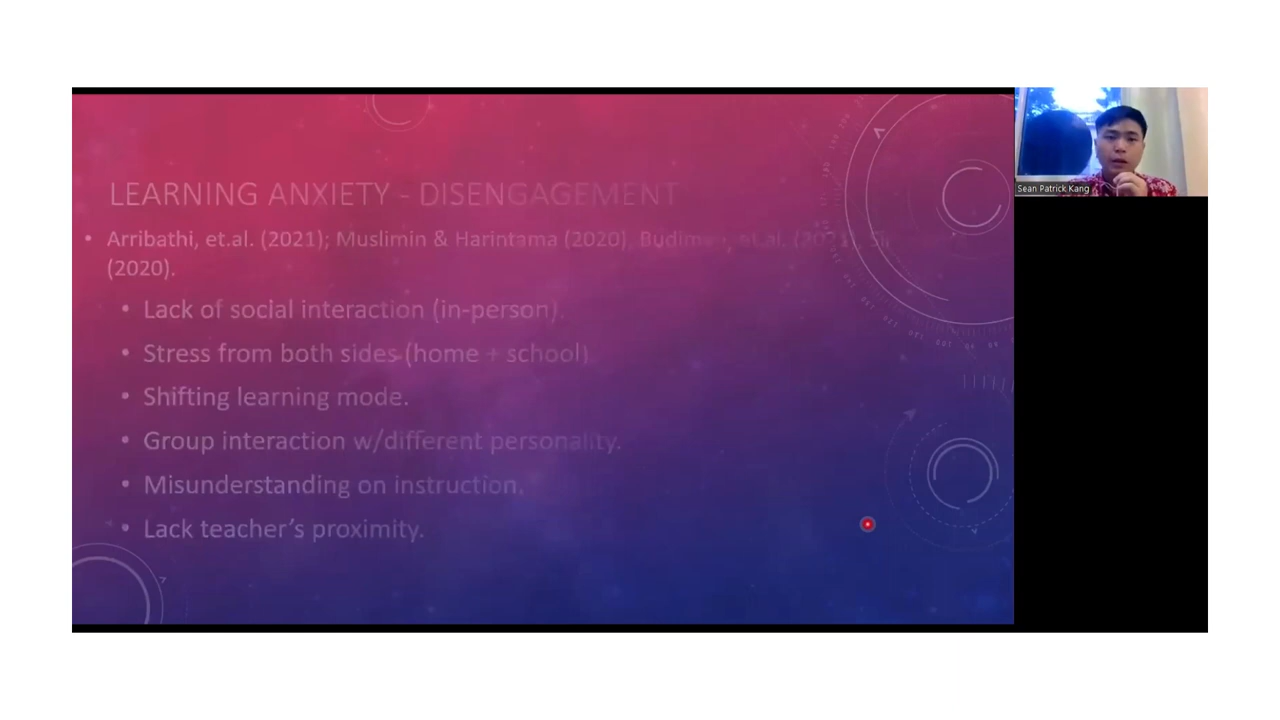 LEARNING ANXIETY - DISENGAGEMENT
• Arribathi, et.al. (2021); Muslimin & Harintama (2020), et.al.
(2020).
• Lack of social interaction (in-person).
• Stress from both sides (home + school)
• Shifting learning mode.
• Group interaction w/different personality.
• Misunderstanding on instruction.
• Lack teacher's proximity.
Sean Patrick Kang